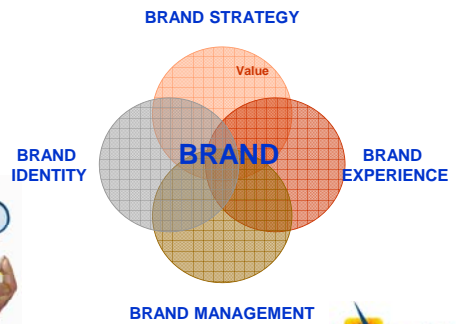 BRAND STRATEGY
Value
BRAND
BRAND
IDENTITY
BRAND
EXPERIENCE
BRAND MANAGEMENT